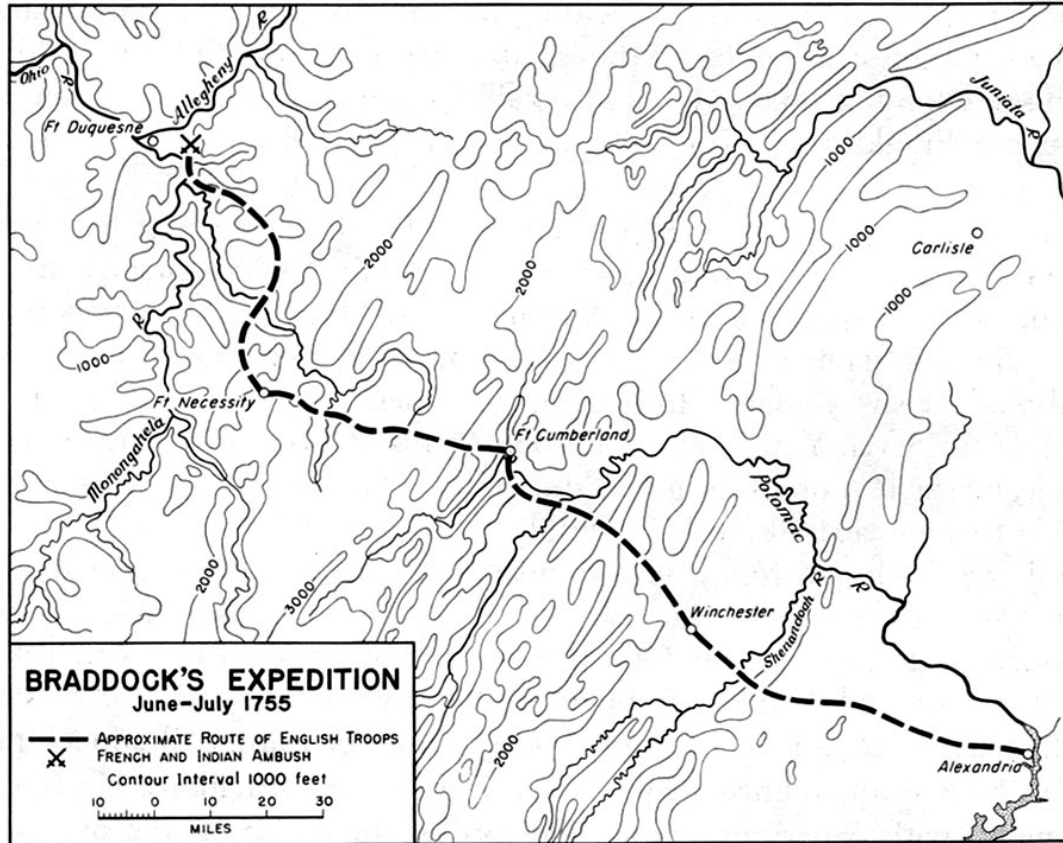 Ohio R
Allegheny R
Juniata R
Ft Duquesne
1000
2000
2000
1000
Carlisle
1000
R
1000
Ft Necessity
Monongahela
Ft Cumberland
Potomac
R
2000
3000
Winchester
Shenandoah R
2000
Alexandria
BRADDOCK'S EXPEDITION
June-July 1755
APPROXIMATE ROUTE OF ENGLISH TROOPS
FRENCH AND INDIAN AMBUSH
Contour Interval 1000 feet
10 0 10 20 30
MILES